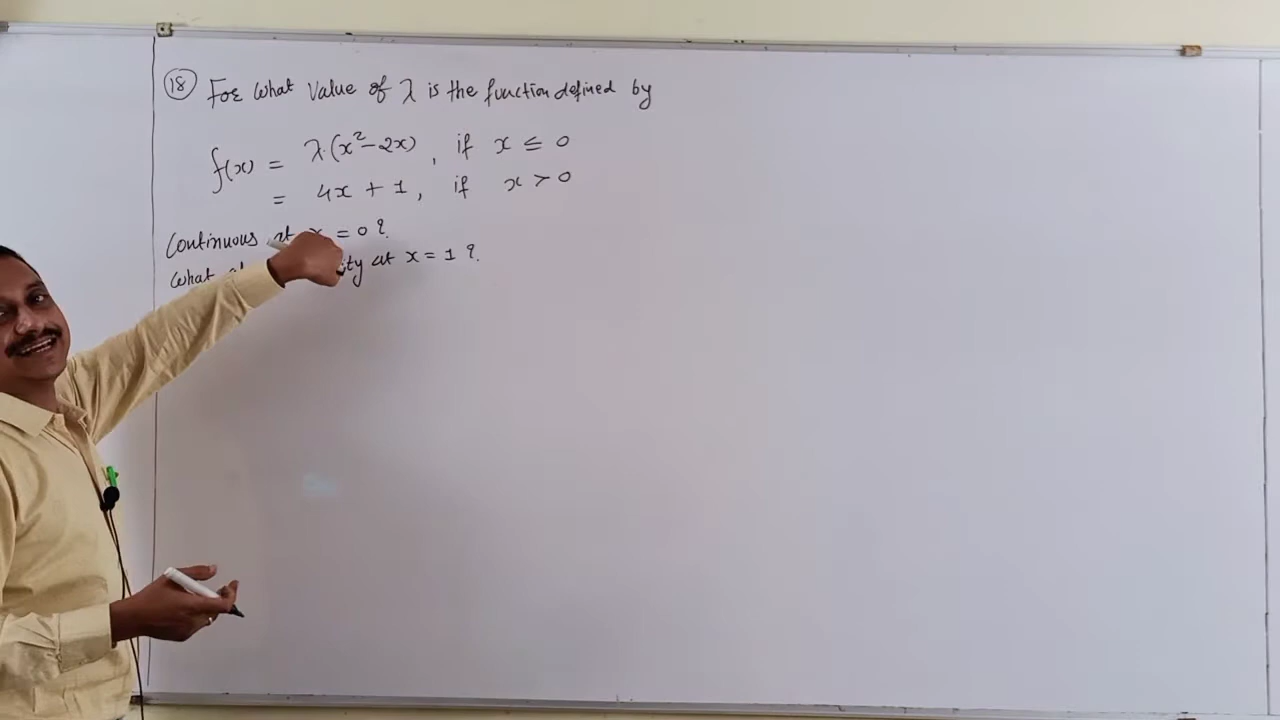 18 For what value of λ is the function defined by
f(x) = λ.(x²-2x), if x ≤ 0
= 4x + 1, if x > 0
Continuous at x = 0 ?
What at x = 1 ?